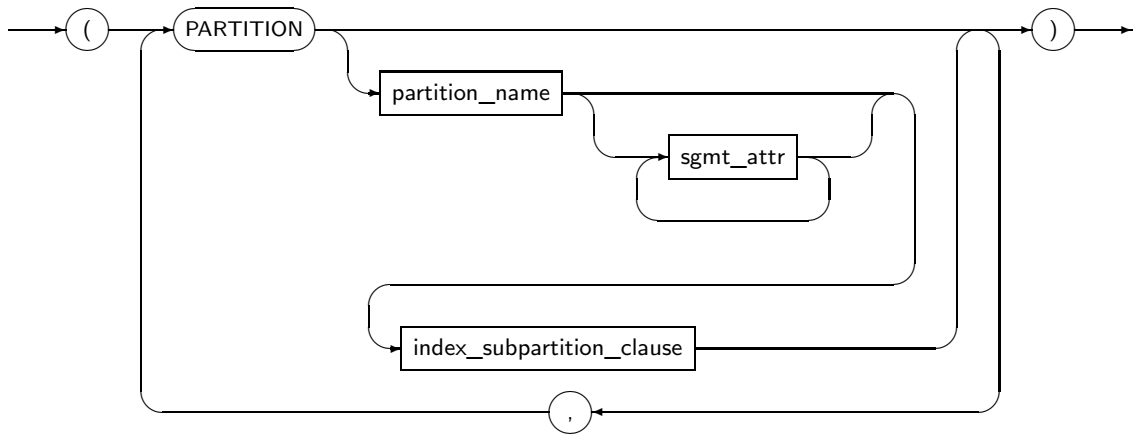 ( PARTITION )
partition_name
sgmt_attr
index_subpartition_clause
,